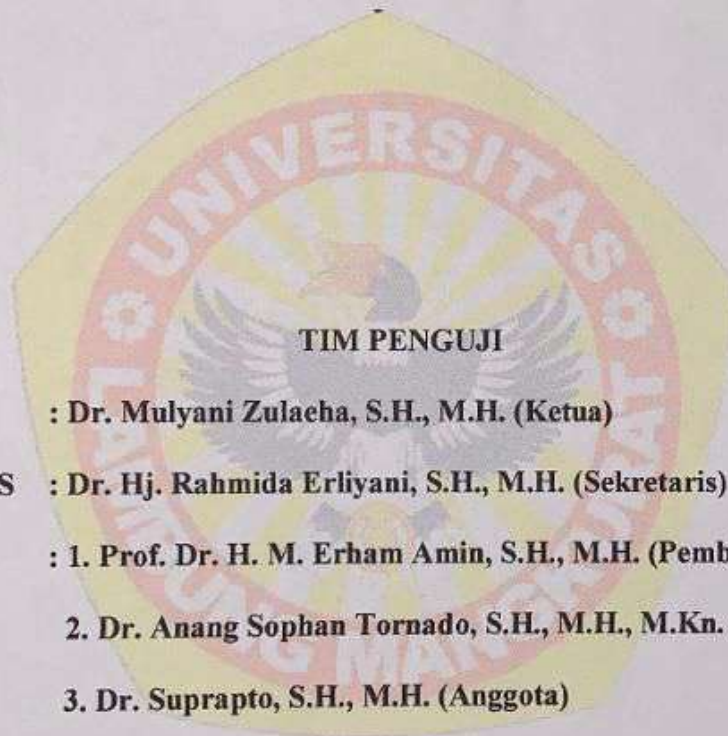 UNIVERSITAS
LAMBUNG MANGKURAT
TIM PENGUJI
: Dr. Mulyani Zulaeha, S.H., M.H. (Ketua)
S : Dr. Hj. Rahmida Erliyani, S.H., M.H. (Sekretaris)
: 1. Prof. Dr. H. M. Erham Amin, S.H., M.H. (Pemb
2. Dr. Anang Sophan Tornado, S.H., M.H., M.Kn.
3. Dr. Suprapto, S.H., M.H. (Anggota)